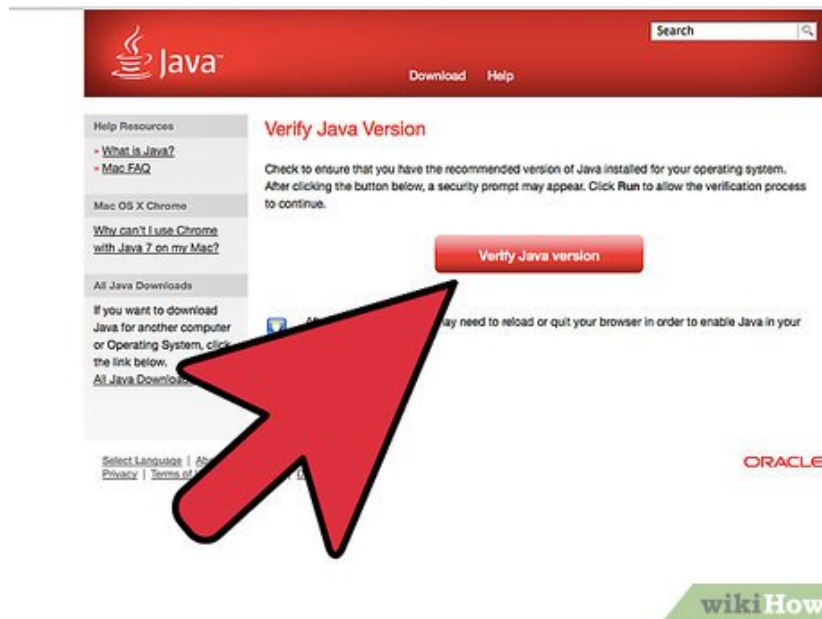 Java
Search
Download Help
Help Resources
What is Java?
Mac FAQ
Mac OS X Chrome
Why can't I use Chrome
with Java 7 on my Mac?
All Java Downloads
If you want to download
Java for another computer
or Operating System, click
the link below.
All Java Downloads
Verify Java Version
Check to ensure that you have the recommended version of Java installed for your operating system.
After clicking the button below, a security prompt may appear. Click Run to allow the verification process
to continue.
Verify Java version
need to reload or quit your browser in order to enable Java in your
Select Language |
Privacy | Terms of
ORACLE
wikiHow